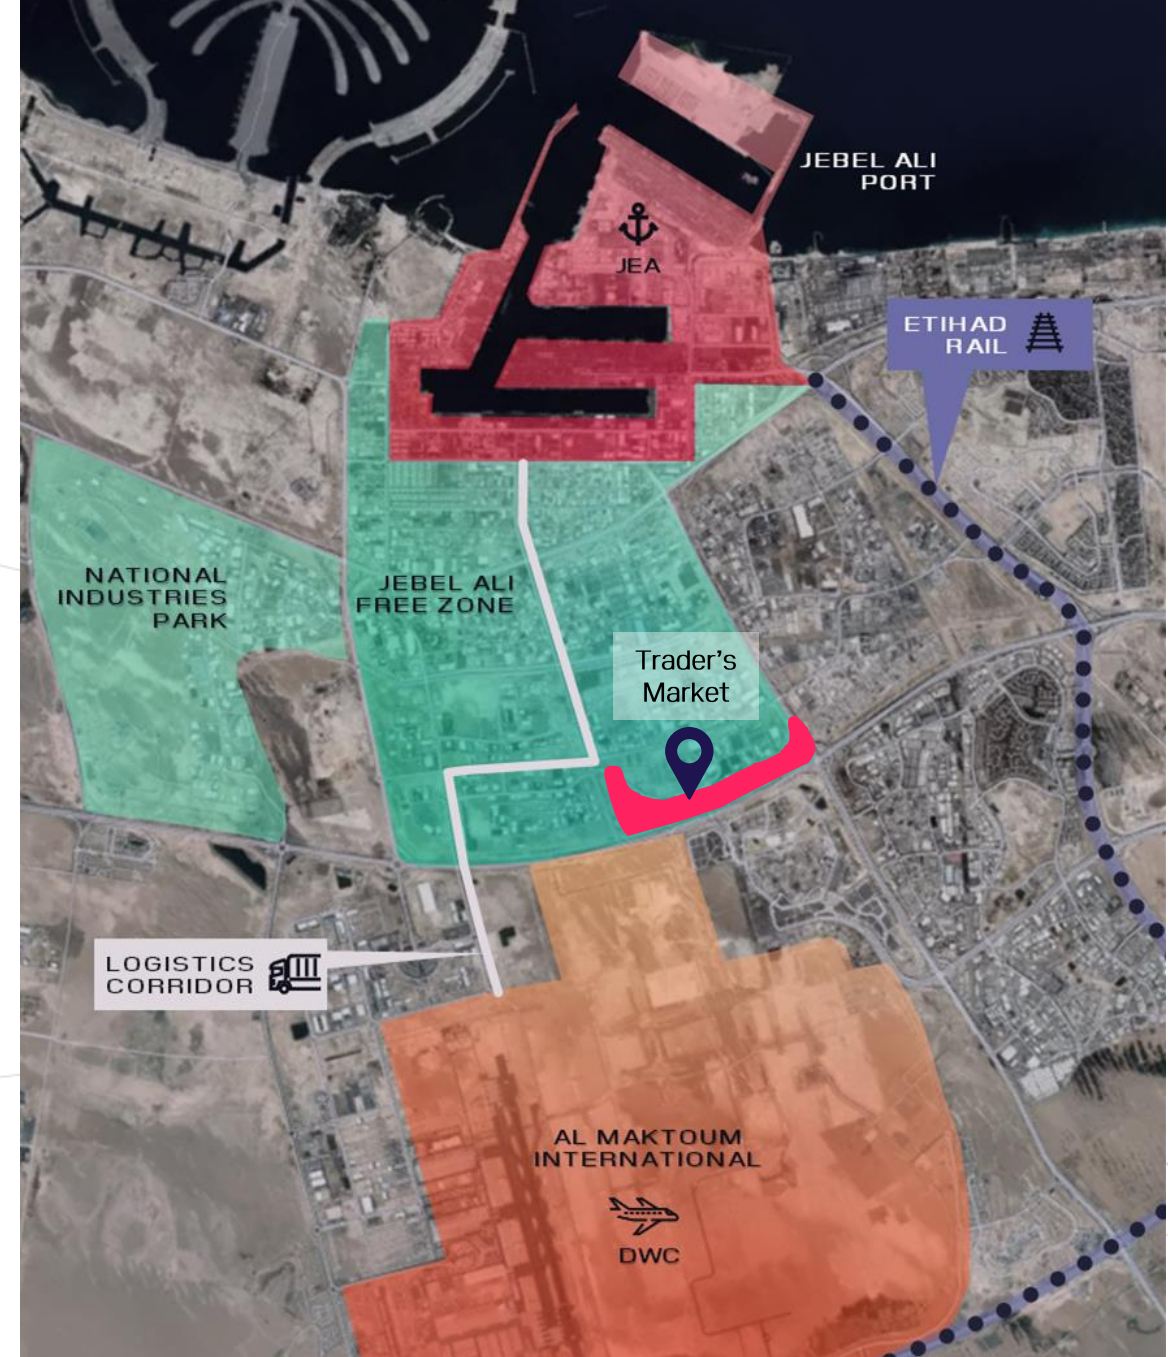 JEBEL ALI
PORT
JEA
ETIHAD
RAIL
NATIONAL
INDUSTRIES
PARK
JEBEL ALI
FREE ZONE
Trader's
Market
LOGISTICS
CORRIDOR
AL MAKTOUM
INTERNATIONAL
DWC